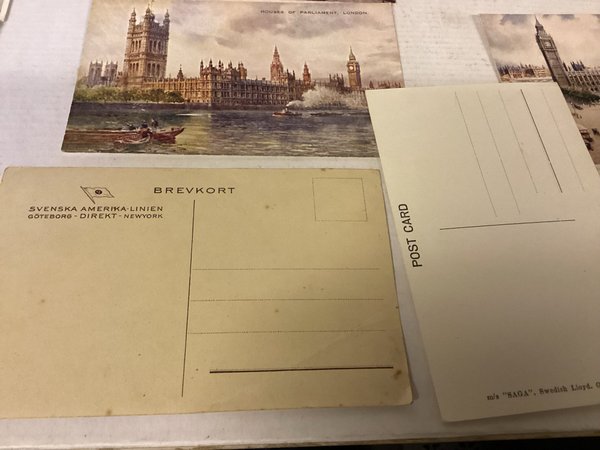 HOUSES OF PARLIAMENT, LONDON.
BREVKORT
SVENSKA AMERIKA-LINIEN
GÖTEBORG - DIREKT - NEWYORK
POST CARD
m/s "SAGA", Swedish Lloyd,